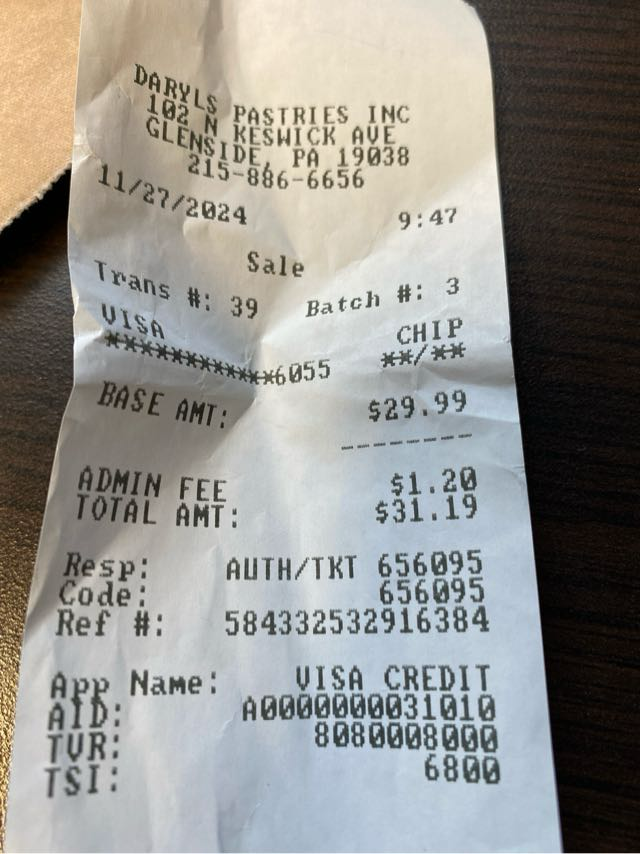 DARYLS PASTRIES INC
102 N KESWICK AVE
GLENSIDE, PA 19038
215-886-6656
11/27/2024 9:47
Sale
Trans #: 39 Batch #: 3
VISA CHIP
************6055 **/**
BASE AMT: $29.99
--------
ADMIN FEE $1.20
TOTAL AMT: $31.19
Resp: AUTH/TKT 656095
Code: 656095
Ref #: 584332532916384
App Name: VISA CREDIT
AID: A0000000031010
TVR: 8080008000
TSI: 6800